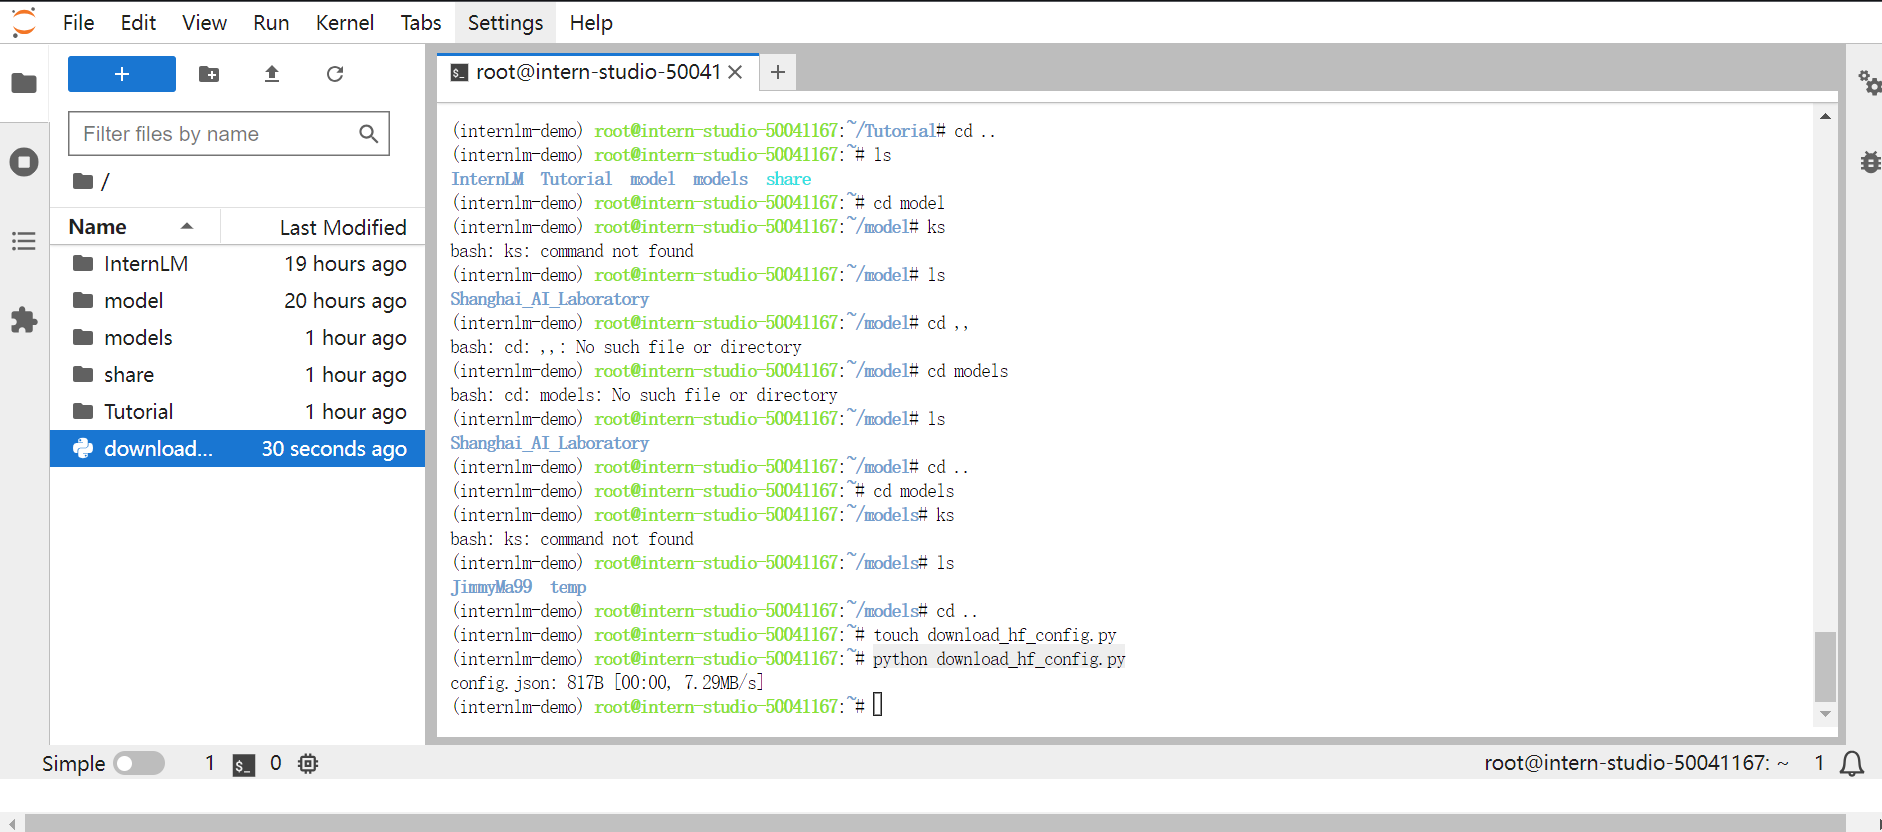 File Edit View Run Kernel Tabs Settings Help
+
Filter files by name
/
Name Last Modified
InternLM 19 hours ago
model 20 hours ago
models 1 hour ago
share 1 hour ago
Tutorial 1 hour ago
download... 30 seconds ago
root@intern-studio-50041
(internlm-demo) root@intern-studio-50041167:~/Tutorial# cd ..
(internlm-demo) root@intern-studio-50041167:~# ls
InternLM Tutorial model models share
(internlm-demo) root@intern-studio-50041167:~# cd model
(internlm-demo) root@intern-studio-50041167:~/model# ks
bash: ks: command not found
(internlm-demo) root@intern-studio-50041167:~/model# ls
Shanghai_AI_Laboratory
(internlm-demo) root@intern-studio-50041167:~/model# cd ,,
bash: cd: ,,: No such file or directory
(internlm-demo) root@intern-studio-50041167:~/model# cd models
bash: cd: models: No such file or directory
(internlm-demo) root@intern-studio-50041167:~/model# ls
Shanghai_AI_Laboratory
(internlm-demo) root@intern-studio-50041167:~/model# cd ..
(internlm-demo) root@intern-studio-50041167:~# cd models
(internlm-demo) root@intern-studio-50041167:~/models# ks
bash: ks: command not found
(internlm-demo) root@intern-studio-50041167:~/models# ls
JimmyMa99 temp
(internlm-demo) root@intern-studio-50041167:~/models# cd ..
(internlm-demo) root@intern-studio-50041167:~# touch download_hf_config.py
(internlm-demo) root@intern-studio-50041167:~# python download_hf_config.py
config.json: 817B [00:00, 7.29MB/s]
(internlm-demo) root@intern-studio-50041167:~#
Simple 1 $_ 0 root@intern-studio-50041167: ~ 1